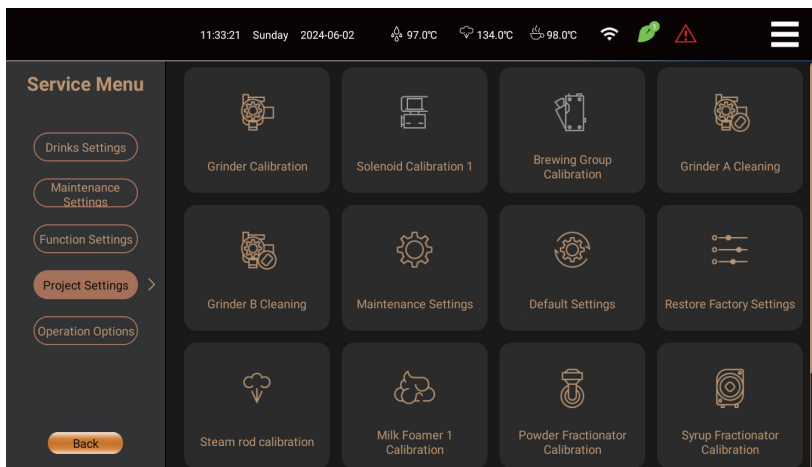 11:33:21 Sunday 2024-06-02 97.0℃ 134.0℃ 98.0℃ 1
Service Menu
Drinks Settings
Maintenance
Settings
Function Settings
Project Settings >
Operation Options
Back
Grinder Calibration
Solenoid Calibration 1
Brewing Group
Calibration
Grinder A Cleaning
Grinder B Cleaning
Maintenance Settings
Default Settings
Restore Factory Settings
Steam rod calibration
Milk Foamer 1
Calibration
Powder Fractionator
Calibration
Syrup Fractionator
Calibration